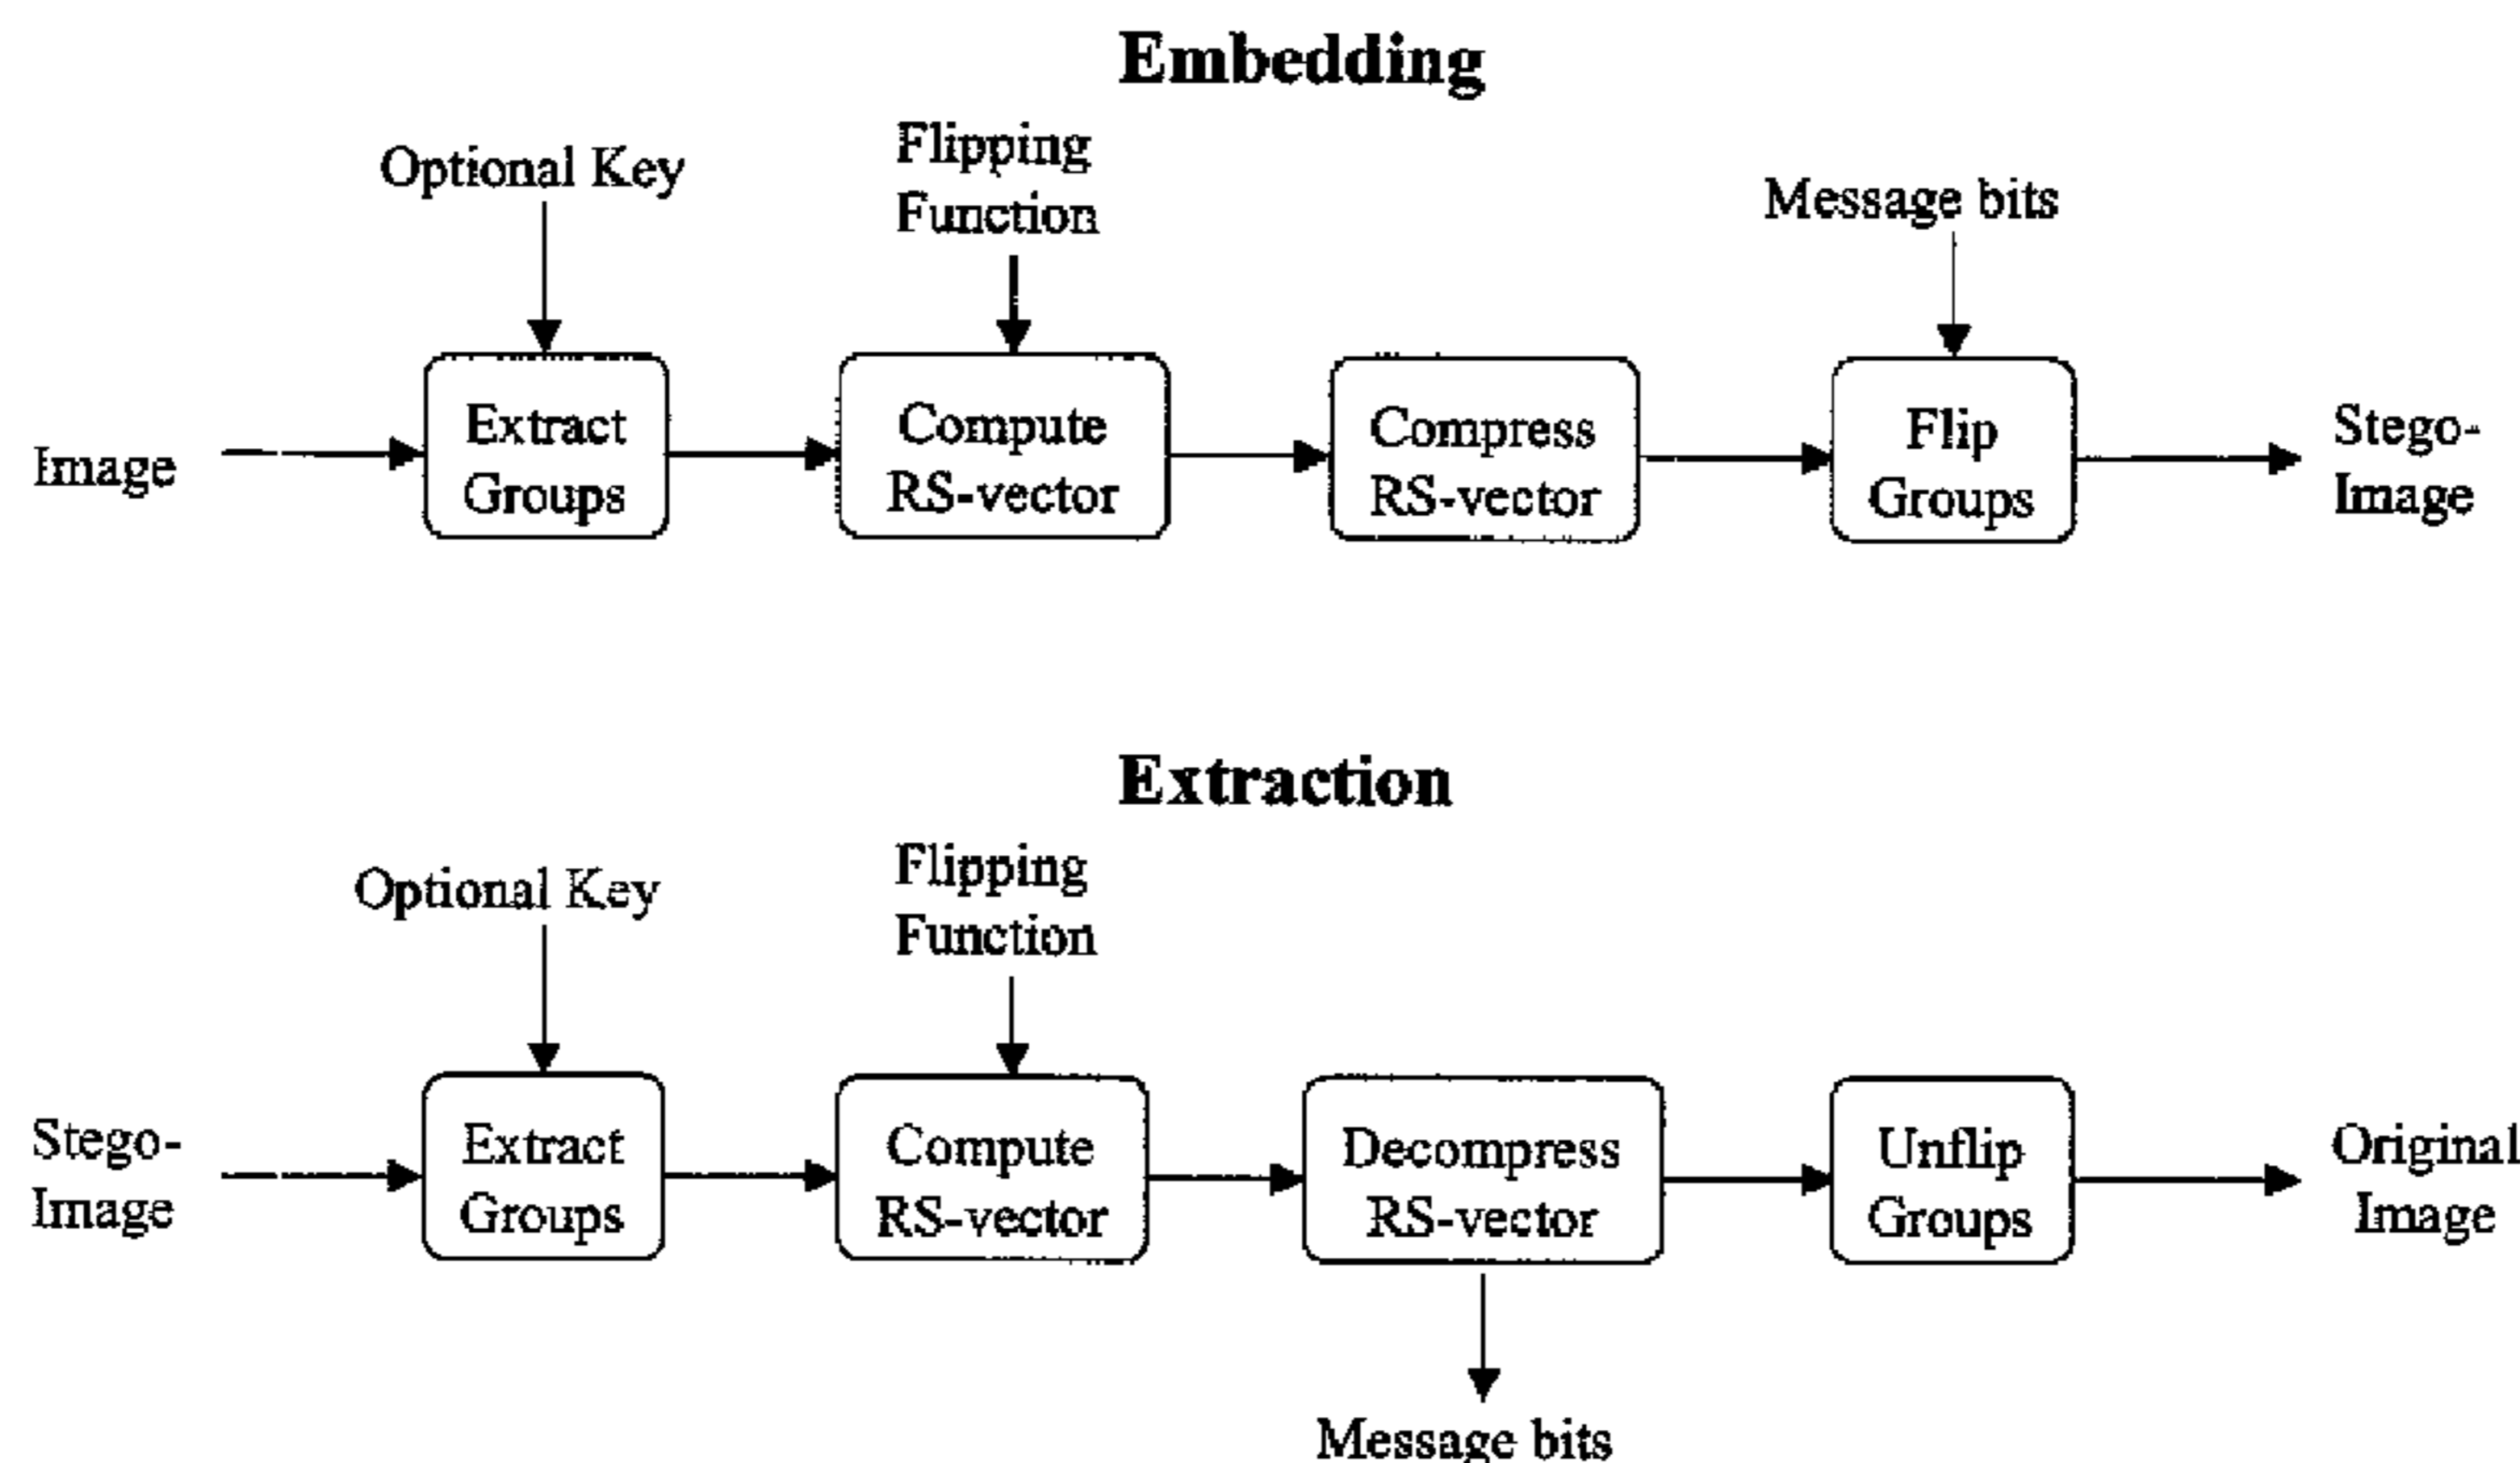 Embedding
Optional Key
Flipping
Function
Message bits
Image
Extract
Groups
Compute
RS-vector
Compress
RS-vector
Flip
Groups
Stego-
Image
Extraction
Optional Key
Flipping
Function
Stego-
Image
Extract
Groups
Compute
RS-vector
Decompress
RS-vector
Unflip
Groups
Original
Image
Message bits